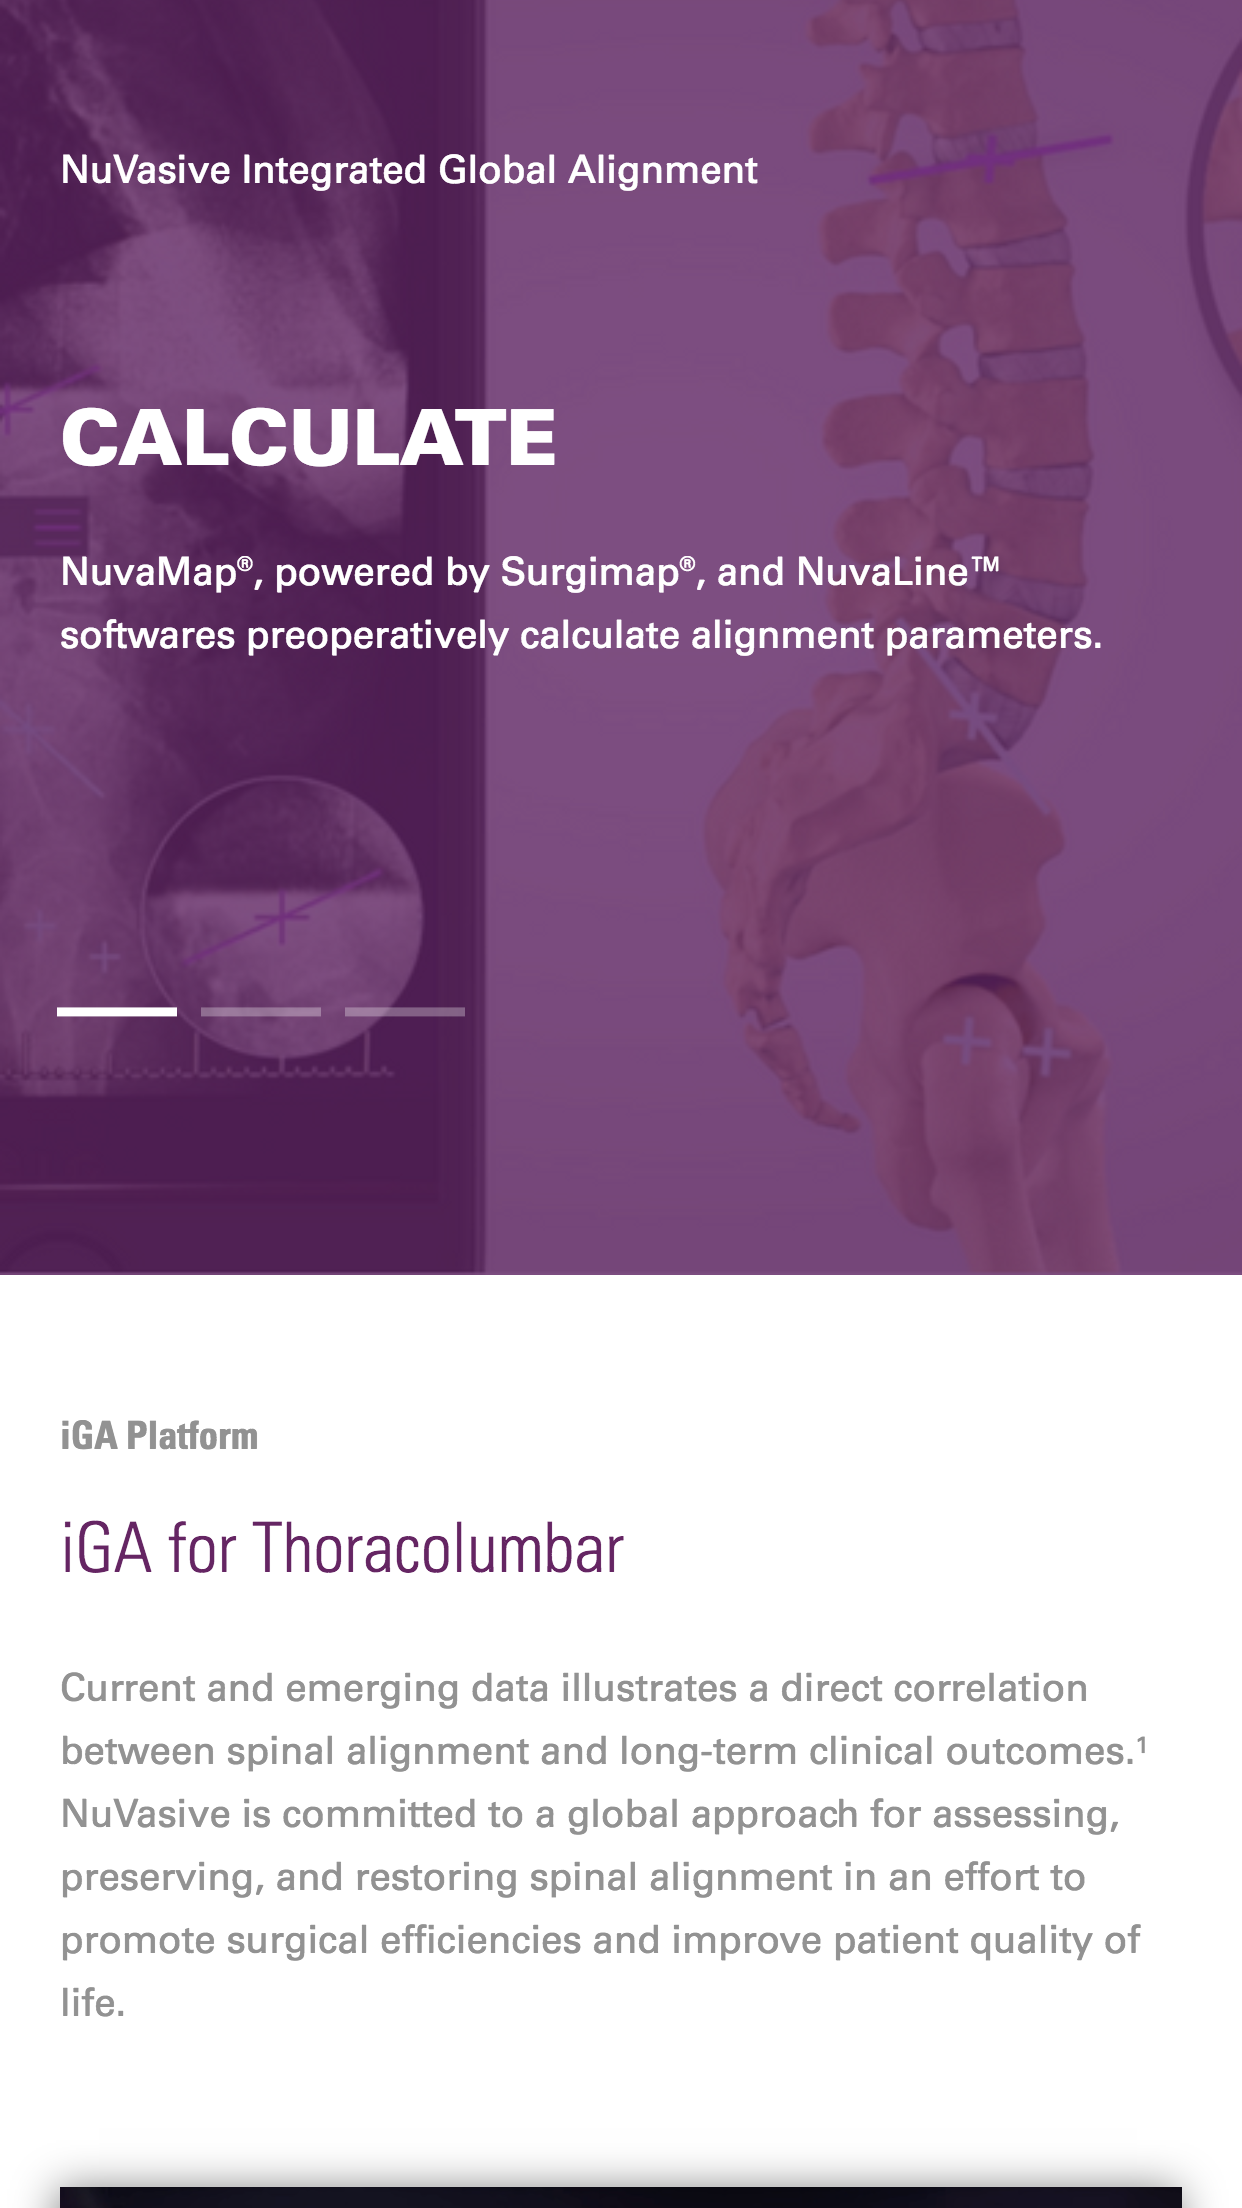 NuVasive Integrated Global Alignment
CALCULATE
NuvaMap®, powered by Surgimap®, and NuvaLine™
softwares preoperatively calculate alignment parameters.
iGA Platform
iGA for Thoracolumbar
Current and emerging data illustrates a direct correlation
between spinal alignment and long-term clinical outcomes.¹
NuVasive is committed to a global approach for assessing,
preserving, and restoring spinal alignment in an effort to
promote surgical efficiencies and improve patient quality of
life.